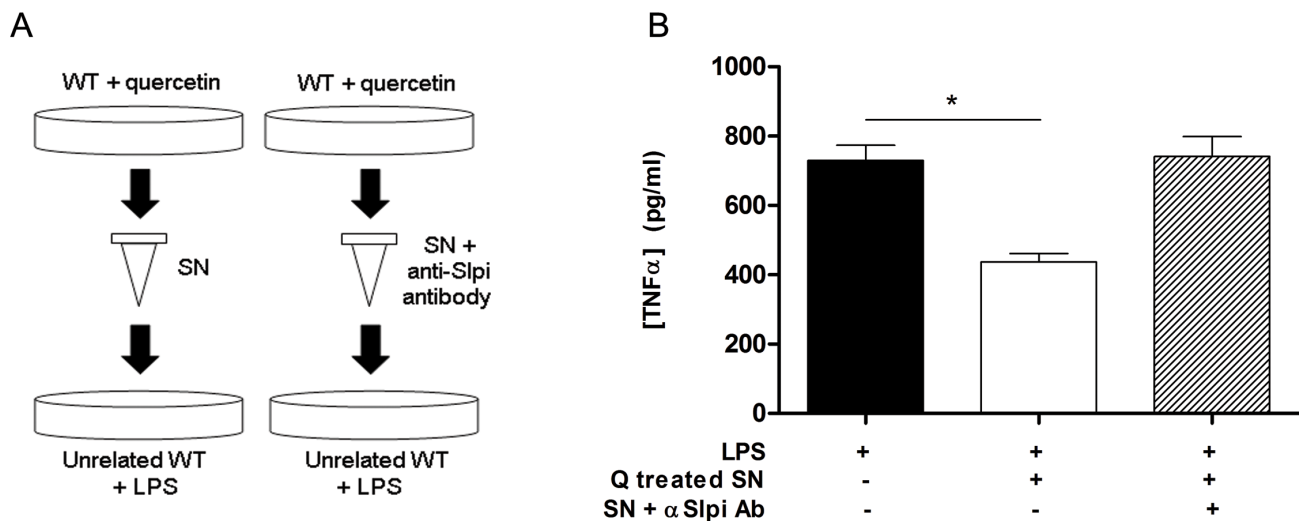 A
WT + quercetin
WT + quercetin
SN
SN +
anti-Slpi
antibody
Unrelated WT
+ LPS
Unrelated WT
+ LPS
B
[TNFα] (pg/ml)
1000
800
600
400
200
0
*
LPS + + +
Q treated SN - + +
SN + α Slpi Ab - - +